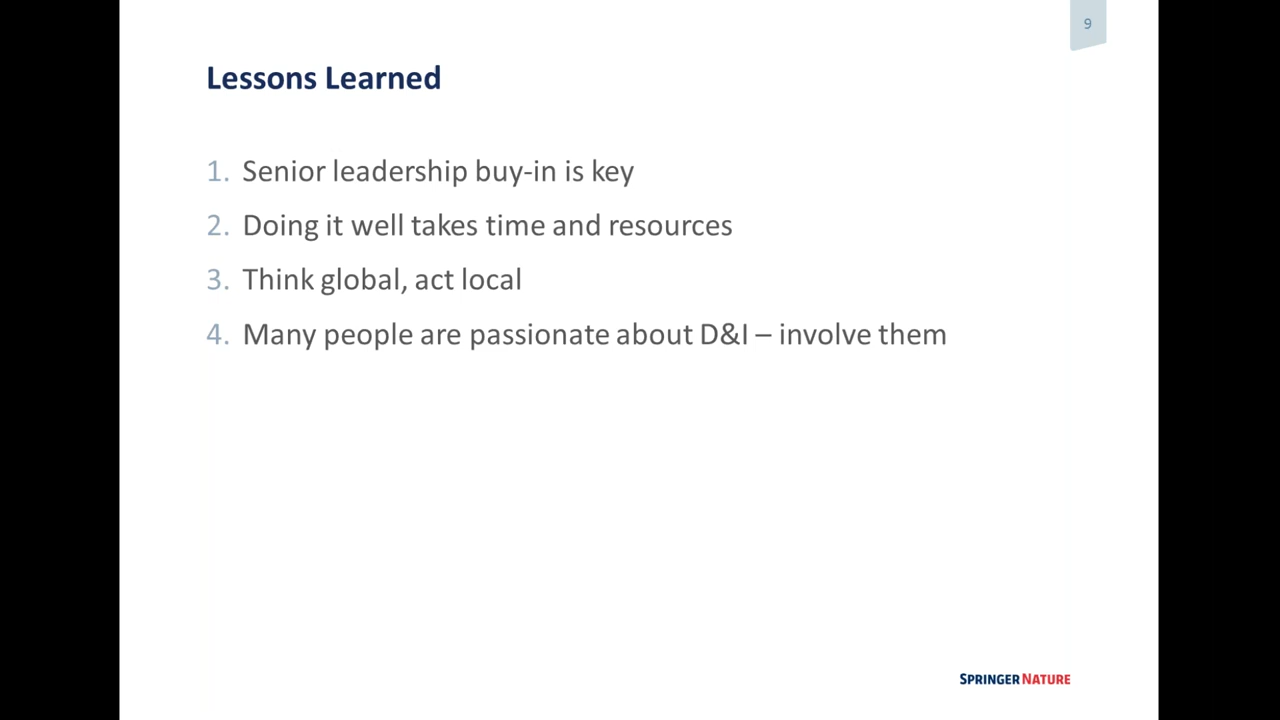 9
Lessons Learned
1. Senior leadership buy-in is key
2. Doing it well takes time and resources
3. Think global, act local
4. Many people are passionate about D&I – involve them
SPRINGER NATURE